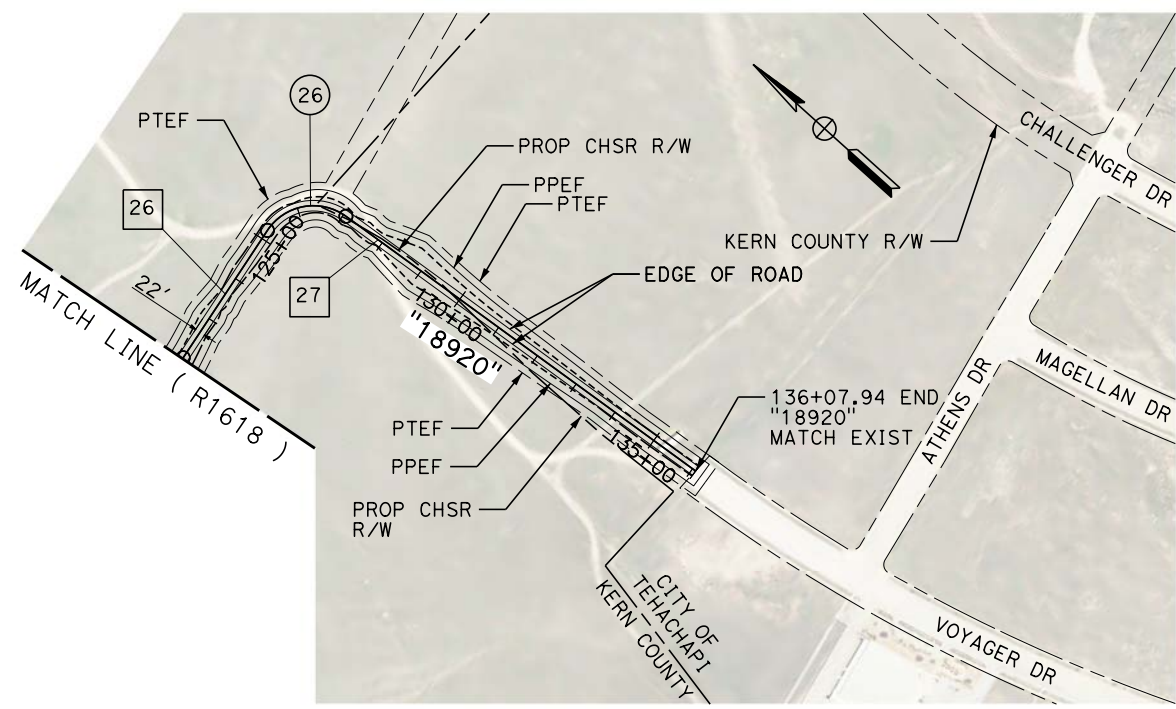 26
PTEF
PROP CHSR R/W
PPEF
PTEF
CHALLENGER DR
26
KERN COUNTY R/W
125+00
EDGE OF ROAD
22'
27
MATCH LINE ( R1618 )
130+00
"18920"
MAGELLAN DR
136+07.94 END
"18920"
MATCH EXIST
ATHENS DR
PTEF
135+00
PPEF
PROP CHSR
R/W
CITY OF
TEHACHAPI
KERN COUNTY
VOYAGER DR